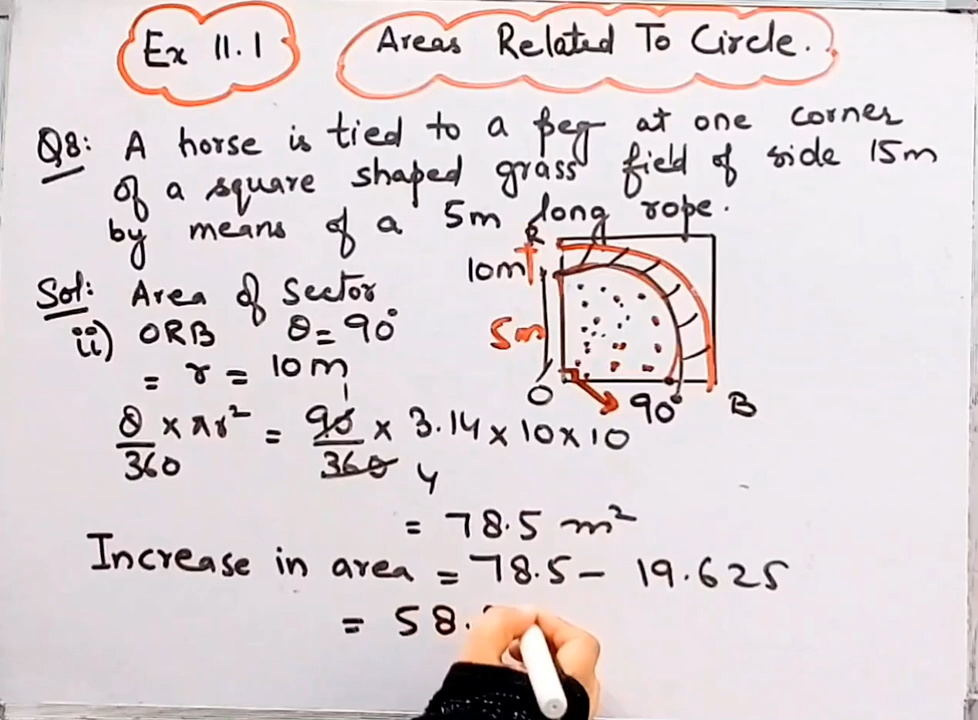 Ex 11.1 Areas Related To Circle.
Q8: A horse is tied to a peg at one corner
of a square shaped grass field of side 15m
by means of a 5m long rope.
R
10m
5m
O 90° B
Sol: Area of Sector
ii) ORB θ = 90°
= r = 10m
θ/360 × πr² = 90/360 × 3.14 × 10 × 10
1
4
= 78.5 m²
Increase in area = 78.5 - 19.625
= 58.